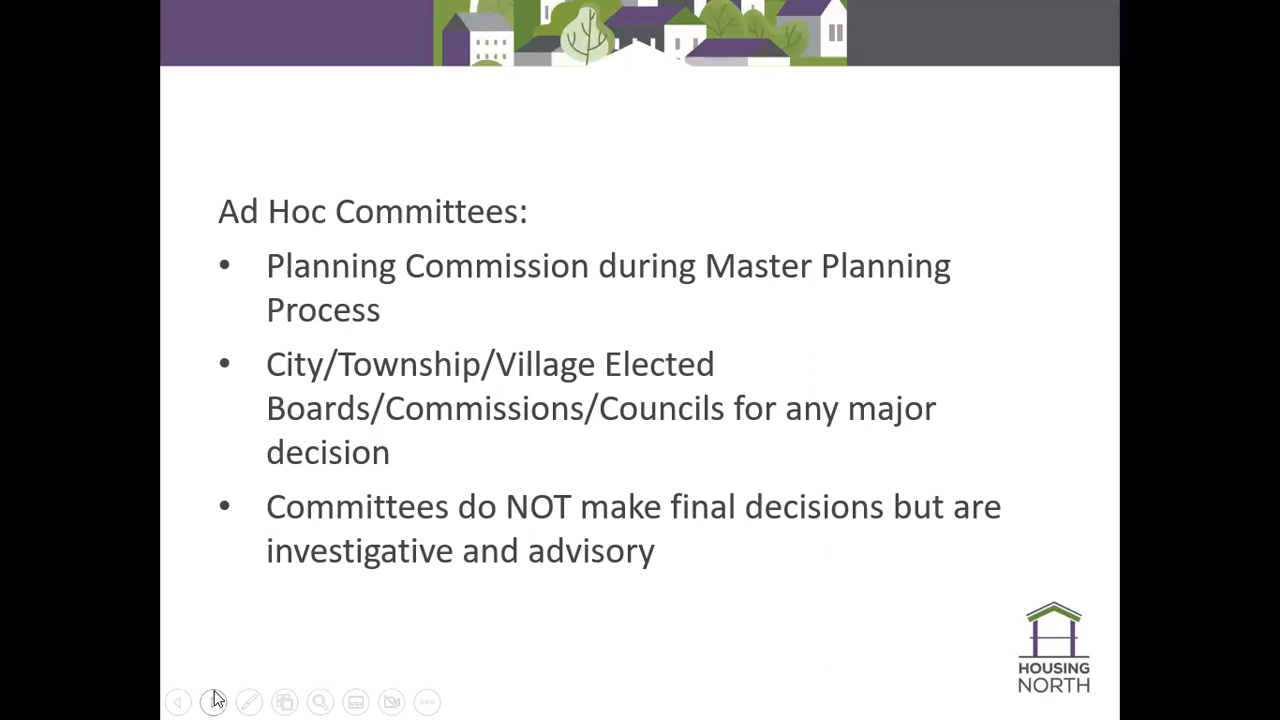 Ad Hoc Committees:
• Planning Commission during Master Planning
Process
• City/Township/Village Elected
Boards/Commissions/Councils for any major
decision
• Committees do NOT make final decisions but are
investigative and advisory
HOUSING
NORTH